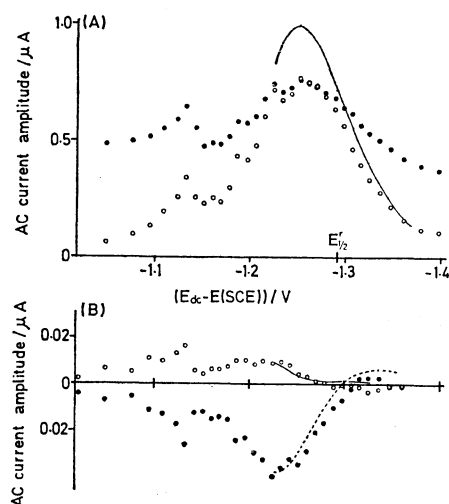 (A)
AC current amplitude / μA
1.0
0.5
0
E^r_½
-1.1
-1.2
-1.3
-1.4
(E_dc-E(SCE)) / V
(B)
AC current amplitude / μA
0.02
0
0.02